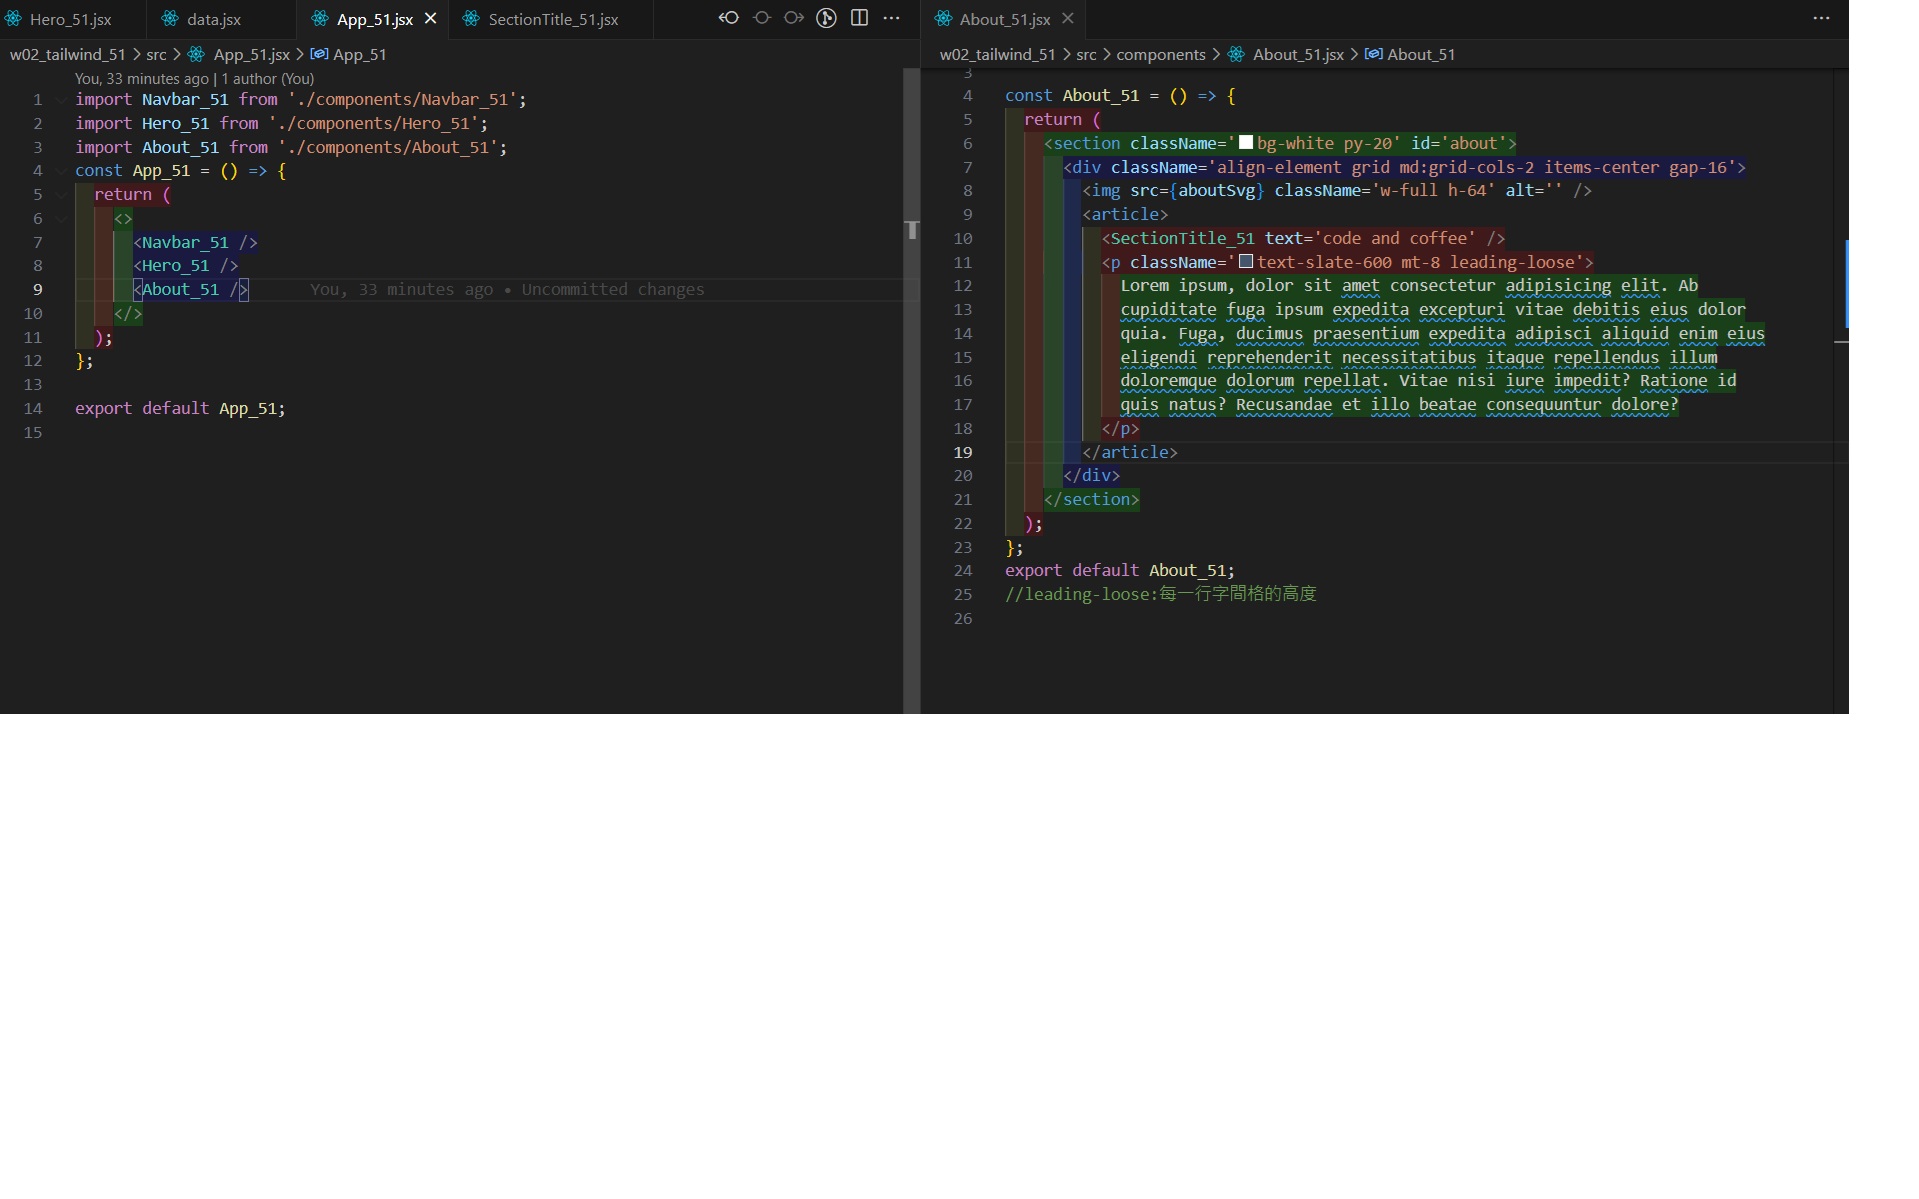 Hero_51.jsx
data.jsx
App_51.jsx
SectionTitle_51.jsx
w02_tailwind_51 > src > App_51.jsx > App_51
You, 33 minutes ago | 1 author (You)
1 import Navbar_51 from './components/Navbar_51';
2 import Hero_51 from './components/Hero_51';
3 import About_51 from './components/About_51';
4 const App_51 = () => {
5 return (
6 <>
7 <Navbar_51 />
8 <Hero_51 />
9 <About_51 /> You, 33 minutes ago • Uncommitted changes
10 </>
11 );
12 };
13
14 export default App_51;
15
About_51.jsx
w02_tailwind_51 > src > components > About_51.jsx > About_51
3
4 const About_51 = () => {
5 return (
6 <section className='bg-white py-20' id='about'>
7 <div className='align-element grid md:grid-cols-2 items-center gap-16'>
8 <img src={aboutSvg} className='w-full h-64' alt='' />
9 <article>
10 <SectionTitle_51 text='code and coffee' />
11 <p className='text-slate-600 mt-8 leading-loose'>
12 Lorem ipsum, dolor sit amet consectetur adipisicing elit. Ab
13 cupiditate fuga ipsum expedita excepturi vitae debitis eius dolor
14 quia. Fuga, ducimus praesentium expedita adipisci aliquid enim eius
15 eligendi reprehenderit necessitatibus itaque repellendus illum
16 doloremque dolorum repellat. Vitae nisi iure impedit? Ratione id
17 quis natus? Recusandae et illo beatae consequuntur dolore?
18 </p>
19 </article>
20 </div>
21 </section>
22 );
23 };
24 export default About_51;
25 //leading-loose:每一行字間格的高度
26